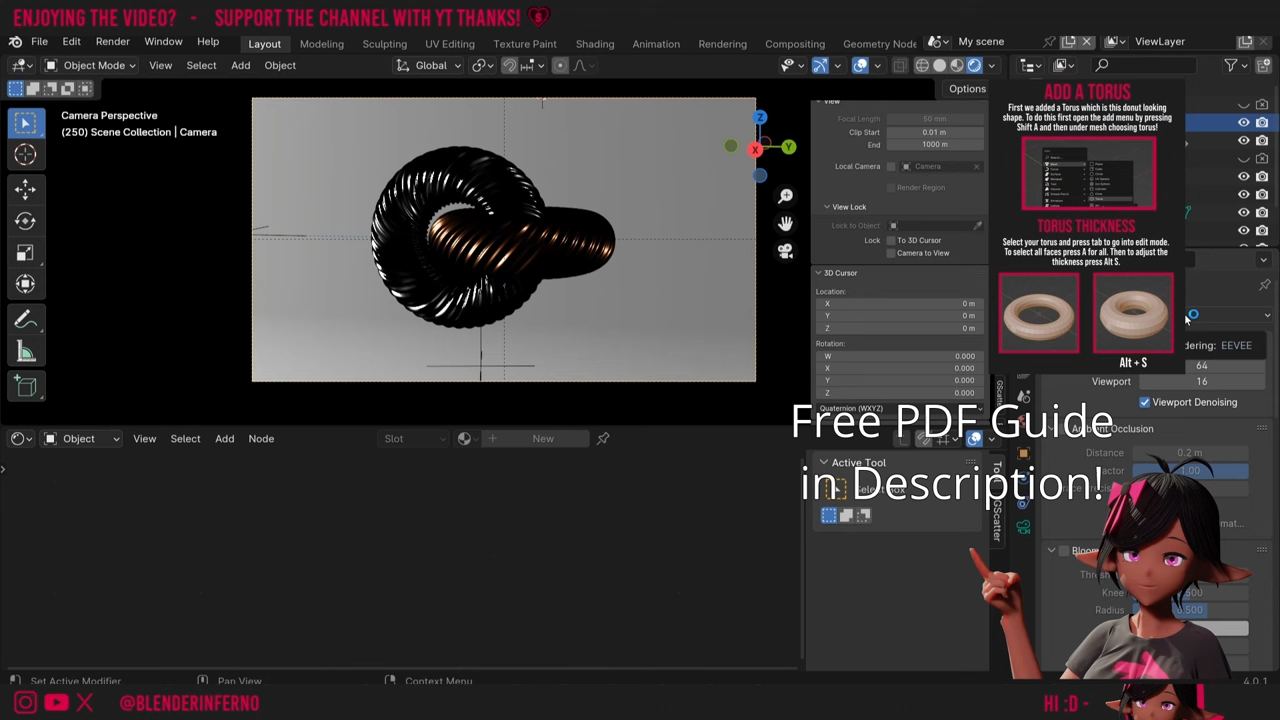 ENJOYING THE VIDEO? - SUPPORT THE CHANNEL WITH YT THANKS!
File Edit Render Window Help
Layout Modeling Sculpting UV Editing Texture Paint Shading Animation Rendering Compositing Geometry Node
My scene
ViewLayer
Object Mode View Select Add Object
Global
Options
Camera Perspective
(250) Scene Collection | Camera
Z
Y
X
View
Focal Length 50 mm
Clip Start 0.01 m
End 1000 m
Local Camera Camera
Render Region
View Lock
Lock to Object
Lock To 3D Cursor
Camera to View
3D Cursor
Location:
X 0 m
Y 0 m
Z 0 m
Rotation:
W 0.000
X 0.000
Y 0.000
Z 0.000
Quaternion (WXYZ)
ADD A TORUS
First we added a Torus which is this donut looking
shape. To do this first open the add menu by pressing
Shift A and then under mesh choosing torus!
TORUS THICKNESS
Select your torus and press tab to go into edit mode.
To select all faces press A for all. Then to adjust the
thickness press Alt S.
Alt + S
dering: EEVEE
64
Viewport 16
Viewport Denoising
Ambient Occlusion
Distance 0.2 m
1.00
Free PDF Guide
in Description!
Object View Select Add Node
Slot
New
Active Tool
Tool
GScatter
Bloom
Knee
Radius
Set Active Modifier
Pan View
Context Menu
4.0.1
@BLENDERINFERNO
HI :D -